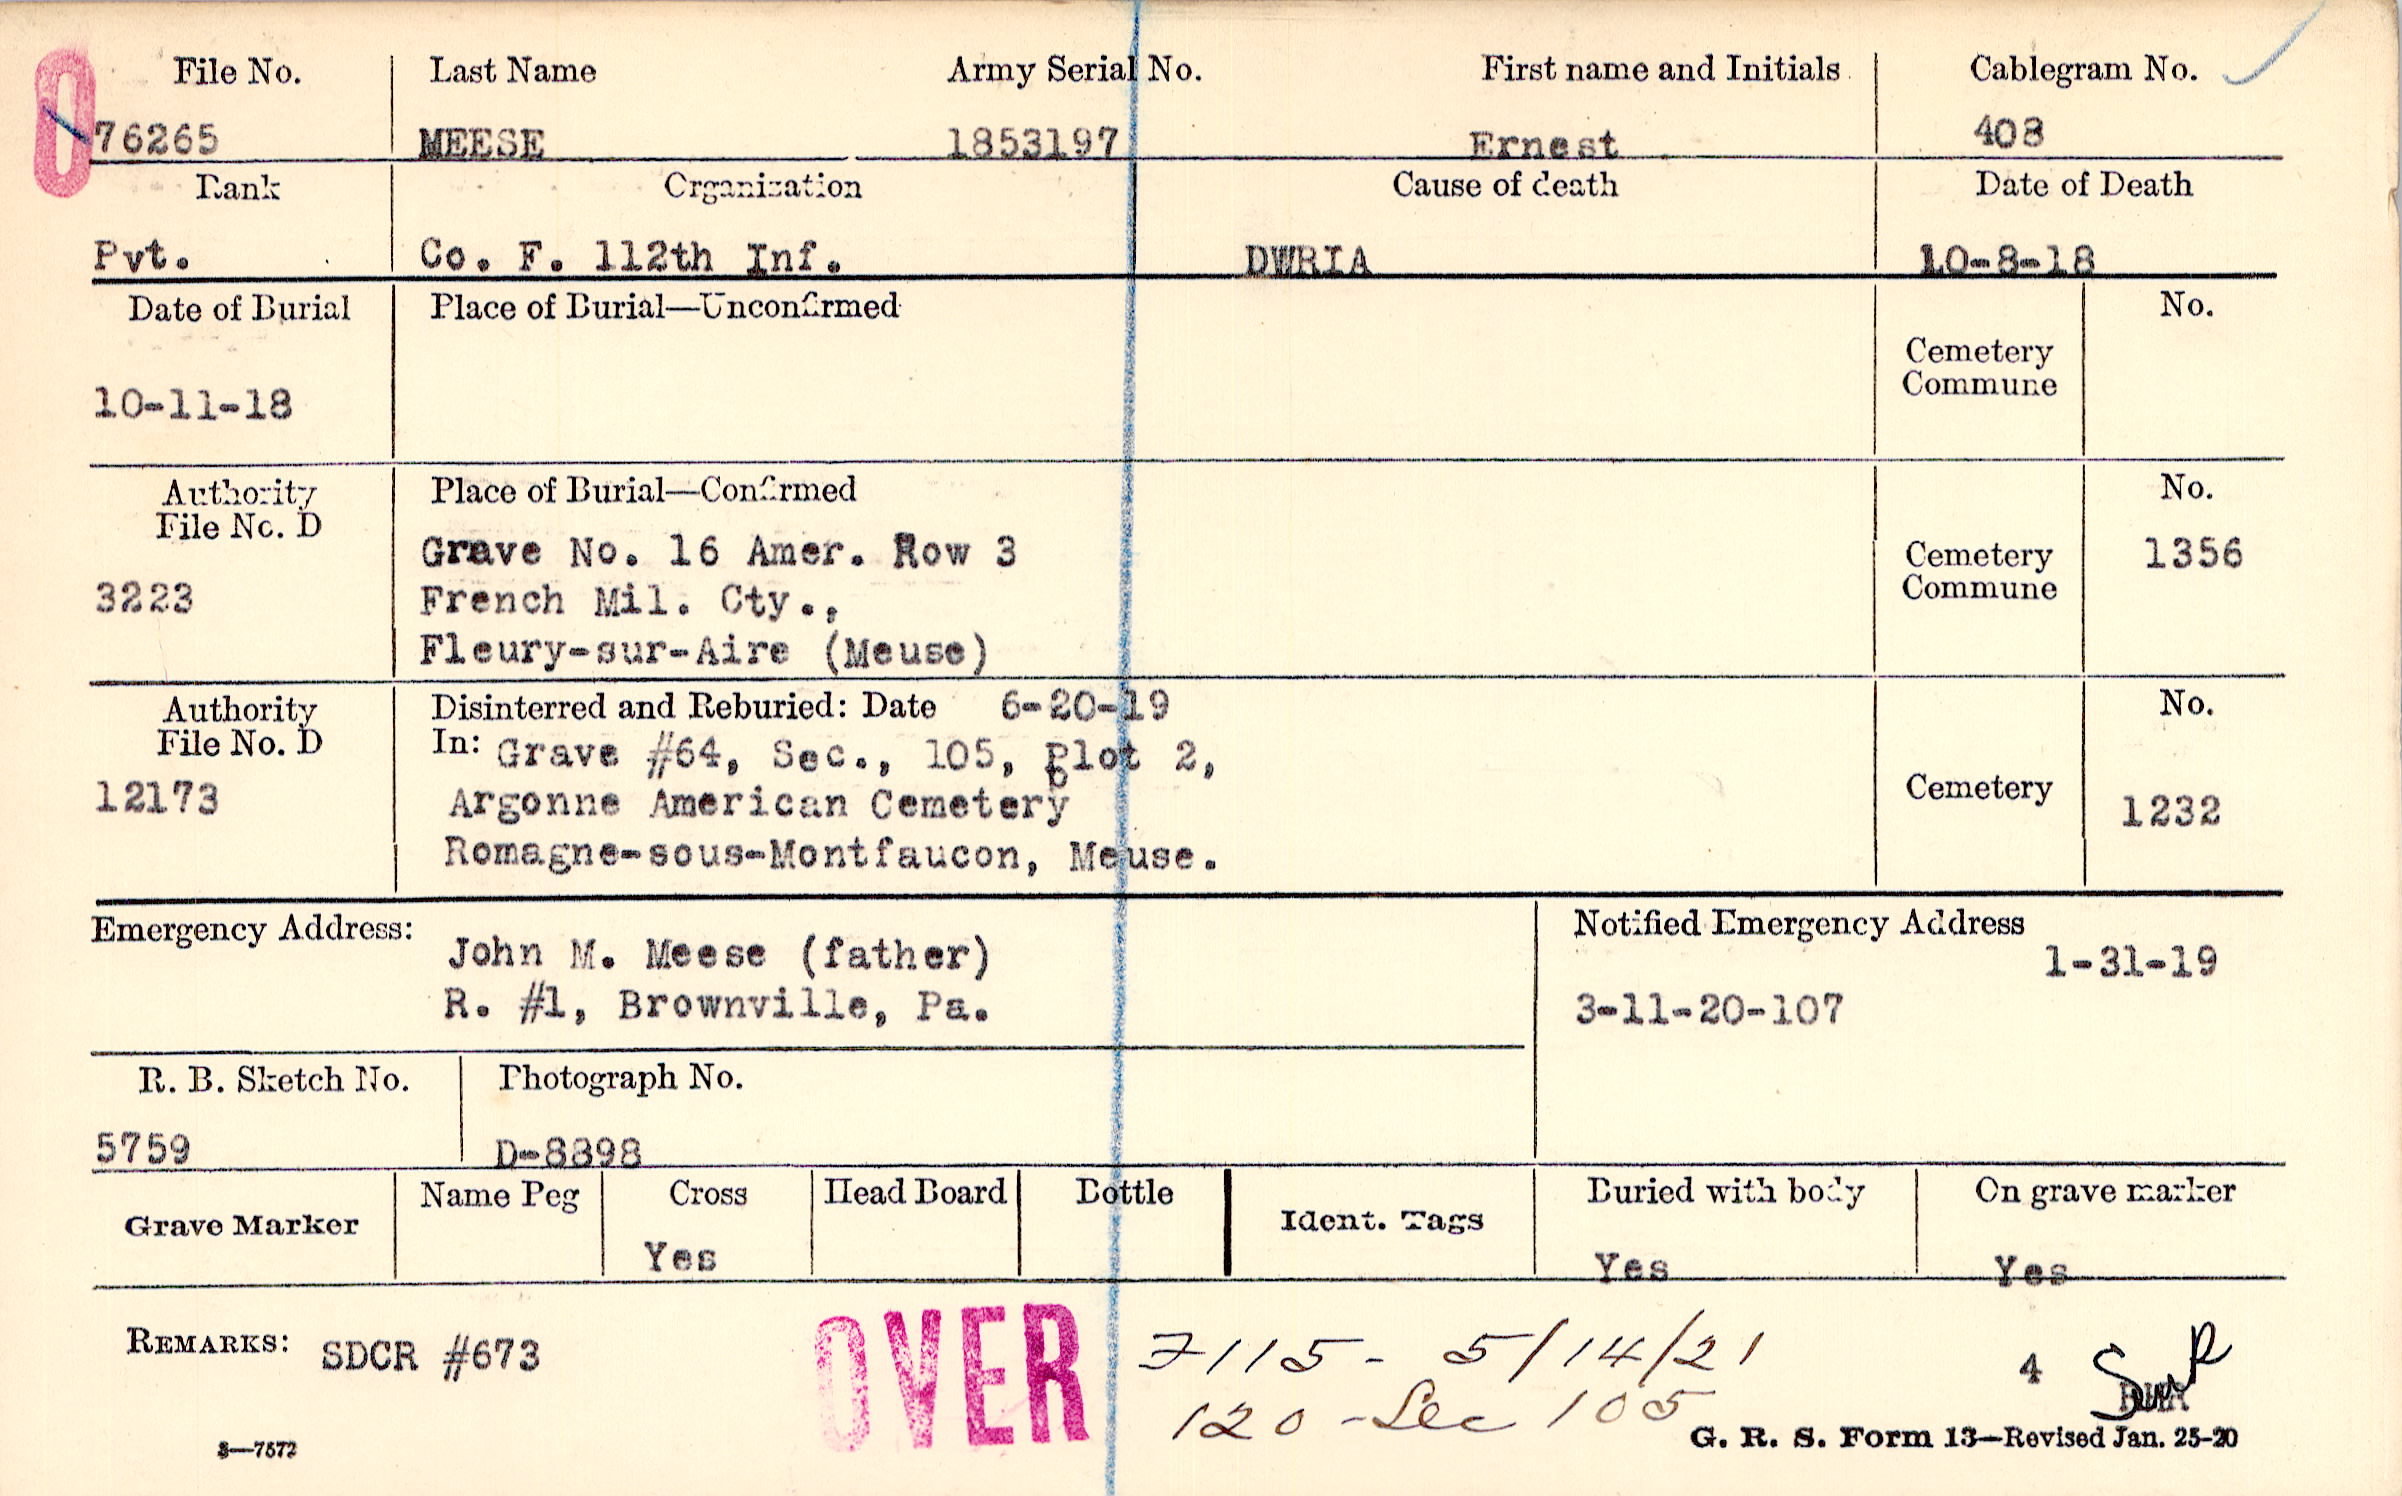 0
File No. Last Name Army Serial No. First name and Initials Cablegram No.
76265 MEESE 1853197 Ernest 408
Rank Organization Cause of death Date of Death
Pvt. Co. F. 112th Inf. DWRIA 10-8-18
Date of Burial Place of Burial—Unconfirmed No.
Cemetery
Commune
10-11-18
Authority Place of Burial—Confirmed No.
File No. D
Grave No. 16 Amer. Row 3 Cemetery 1356
3223 French Mil. Cty., Commune
Fleury-sur-Aire (Meuse)
Authority Disinterred and Reburied: Date 6-20-19 No.
File No. D In: Grave #64, Sec., 105, Plot 2,
12173 Argonne American Cemetery Cemetery 1232
Romagne-sous-Montfaucon, Meuse.
Emergency Address: Notified Emergency Address
John M. Meese (father) 1-31-19
R. #1, Brownville, Pa. 3-11-20-107
R. B. Sketch No. Photograph No.
5759 D-8898
Grave Marker Name Peg Cross Head Board Bottle Ident. Tags Buried with body On grave marker
Yes Yes Yes
REMARKS: SDCR #673 OVER 7115 - 5/14/21 4
120 - Sec 105
3—7572 G. R. S. Form 13—Revised Jan. 25-20